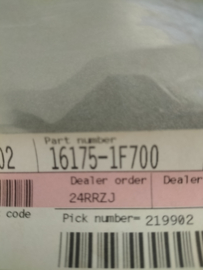 Part number
02 16175-1F700
Dealer order Dealer
24RRZJ
code Pick number= 219902